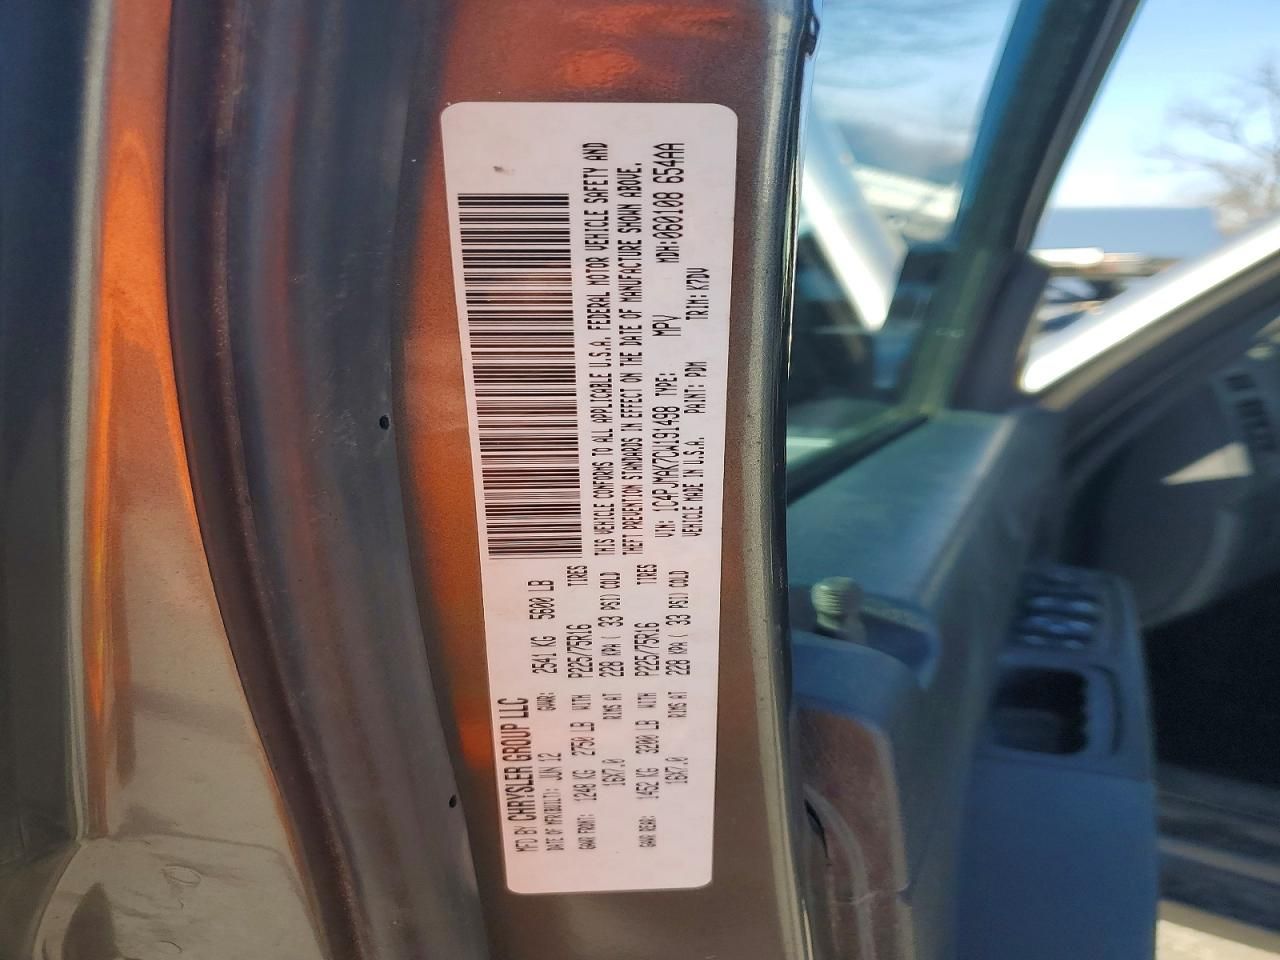 MFD BY CHRYSLER GROUP LLC
DATE OF MFR(BUILT): JUN 12 GVWR: 2541 KG 5600 LB
GAWR FRONT: 1248 KG 2750 LB WITH P225/75R16 TIRES
16X7.0 RIMS AT 228 KPA ( 33 PSI) COLD
GAWR REAR: 1452 KG 3200 LB WITH P225/75R16 TIRES
16X7.0 RIMS AT 228 KPA ( 33 PSI) COLD
THIS VEHICLE CONFORMS TO ALL APPLICABLE U.S.A. FEDERAL MOTOR VEHICLE SAFETY AND
THEFT PREVENTION STANDARDS IN EFFECT ON THE DATE OF MANUFACTURE SHOWN ABOVE.
VIN: 1C4PJMAK7CW191498 TYPE: MPV MDH:060108 654AA
VEHICLE MADE IN U.S.A. PAINT: PDM TRIM: K7DV